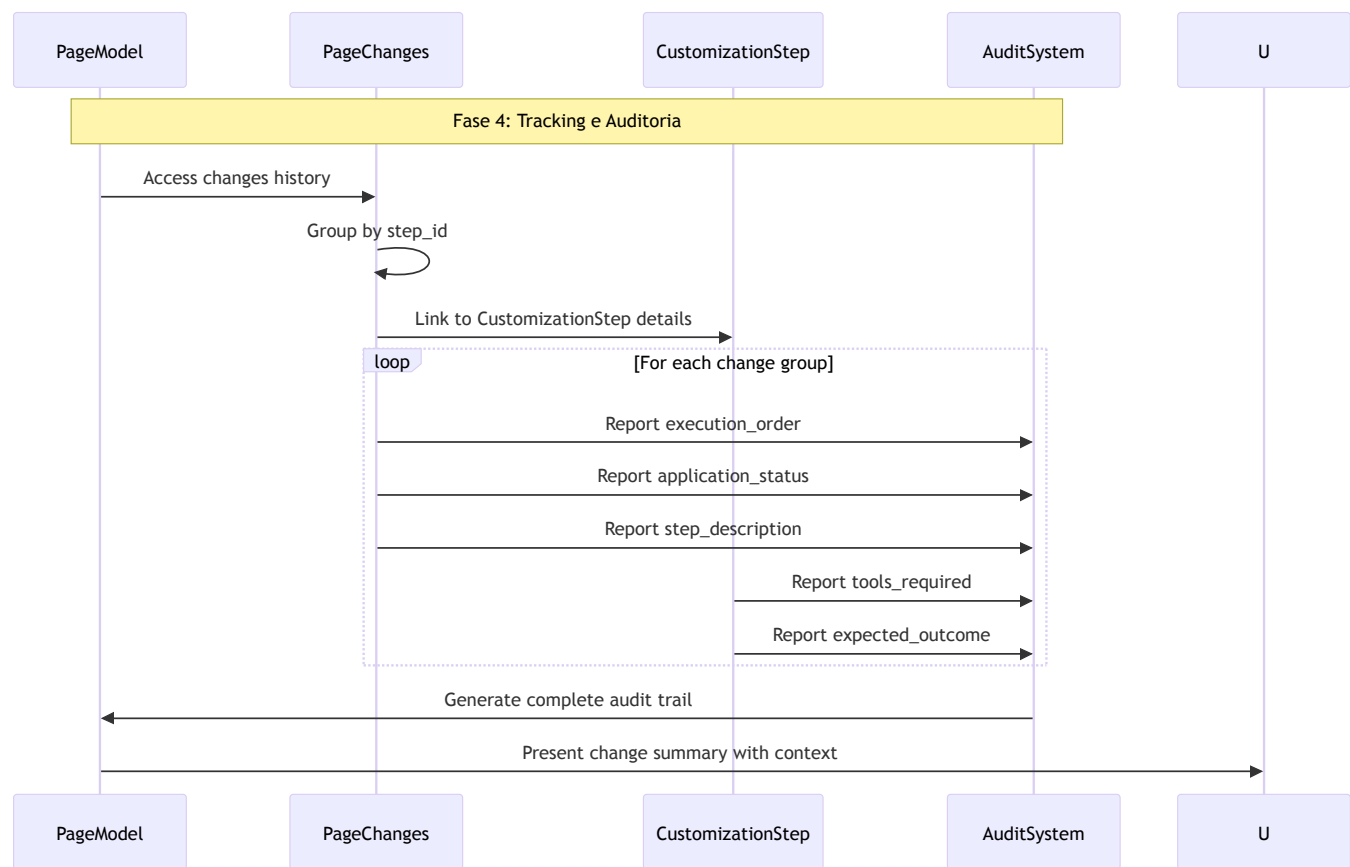 PageModel
PageChanges
CustomizationStep
AuditSystem
U
Fase 4: Tracking e Auditoria
Access changes history
Group by step_id
Link to CustomizationStep details
loop
[For each change group]
Report execution_order
Report application_status
Report step_description
Report tools_required
Report expected_outcome
Generate complete audit trail
Present change summary with context
PageModel
PageChanges
CustomizationStep
AuditSystem
U